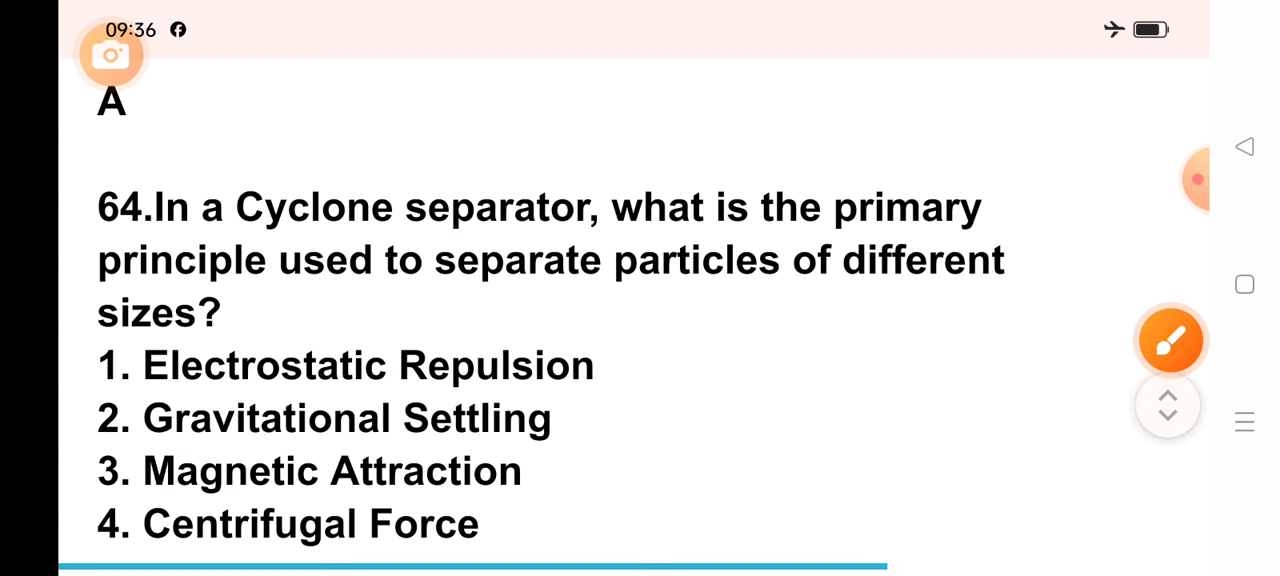 09:36
A
64.In a Cyclone separator, what is the primary
principle used to separate particles of different
sizes?
1. Electrostatic Repulsion
2. Gravitational Settling
3. Magnetic Attraction
4. Centrifugal Force